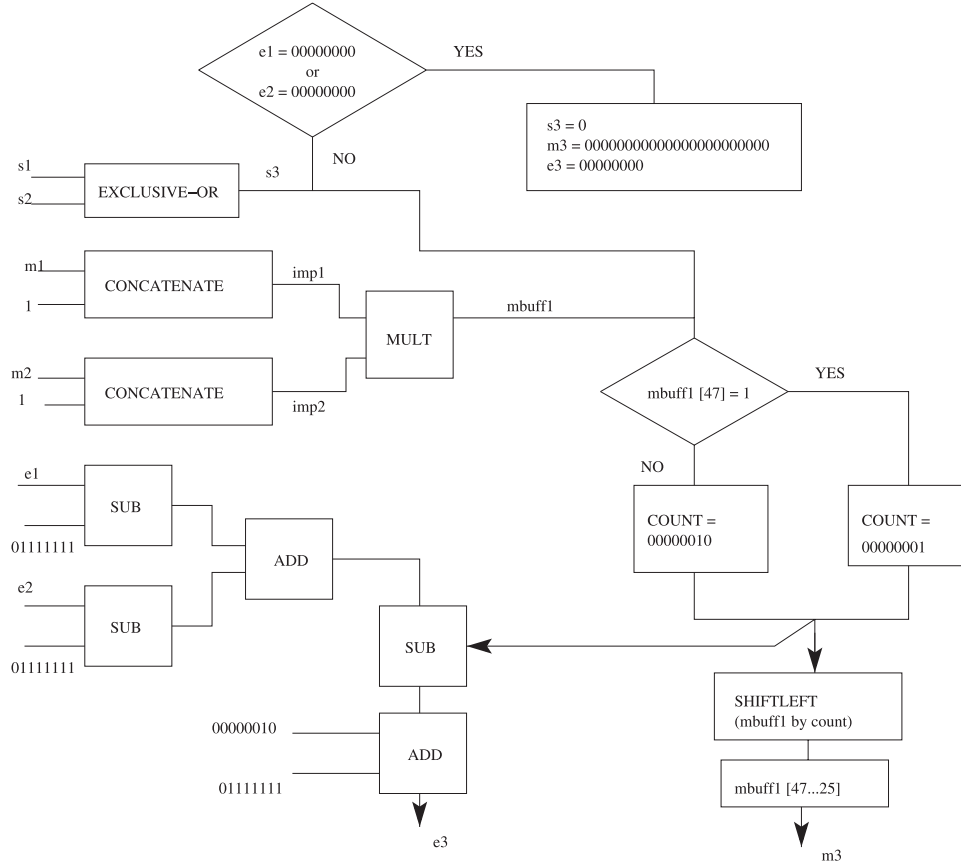 e1 = 00000000
or
e2 = 00000000
YES
s3 = 0
m3 = 00000000000000000000000
e3 = 00000000
NO
s1
s2
EXCLUSIVE-OR
s3
m1
1
CONCATENATE
imp1
MULT
mbuff1
m2
1
CONCATENATE
imp2
mbuff1 [47] = 1
YES
NO
COUNT =
00000010
COUNT =
00000001
e1
01111111
SUB
ADD
e2
01111111
SUB
SUB
00000010
01111111
ADD
e3
SHIFTLEFT
(mbuff1 by count)
mbuff1 [47...25]
m3